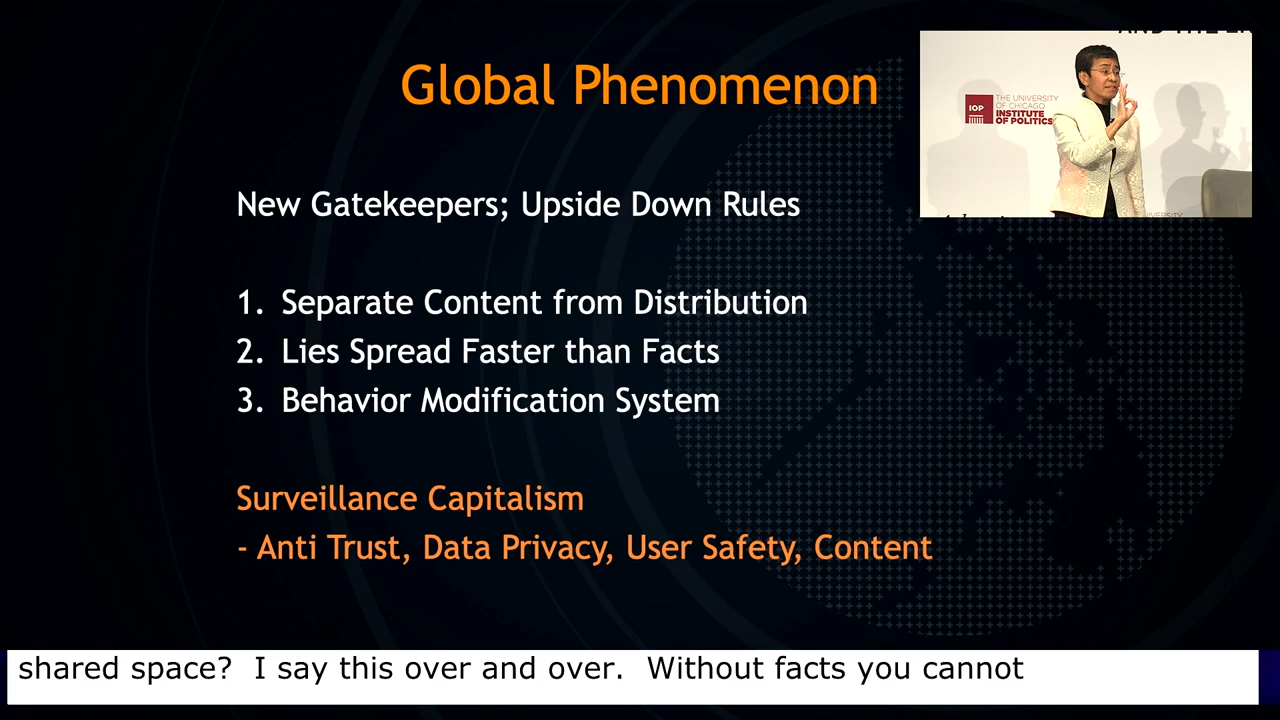 Global Phenomenon
THE UNIVERSITY
OF CHICAGO
IOP
INSTITUTE
OF POLITICS
New Gatekeepers; Upside Down Rules
1. Separate Content from Distribution
2. Lies Spread Faster than Facts
3. Behavior Modification System
Surveillance Capitalism
- Anti Trust, Data Privacy, User Safety, Content
shared space?  I say this over and over.  Without facts you cannot